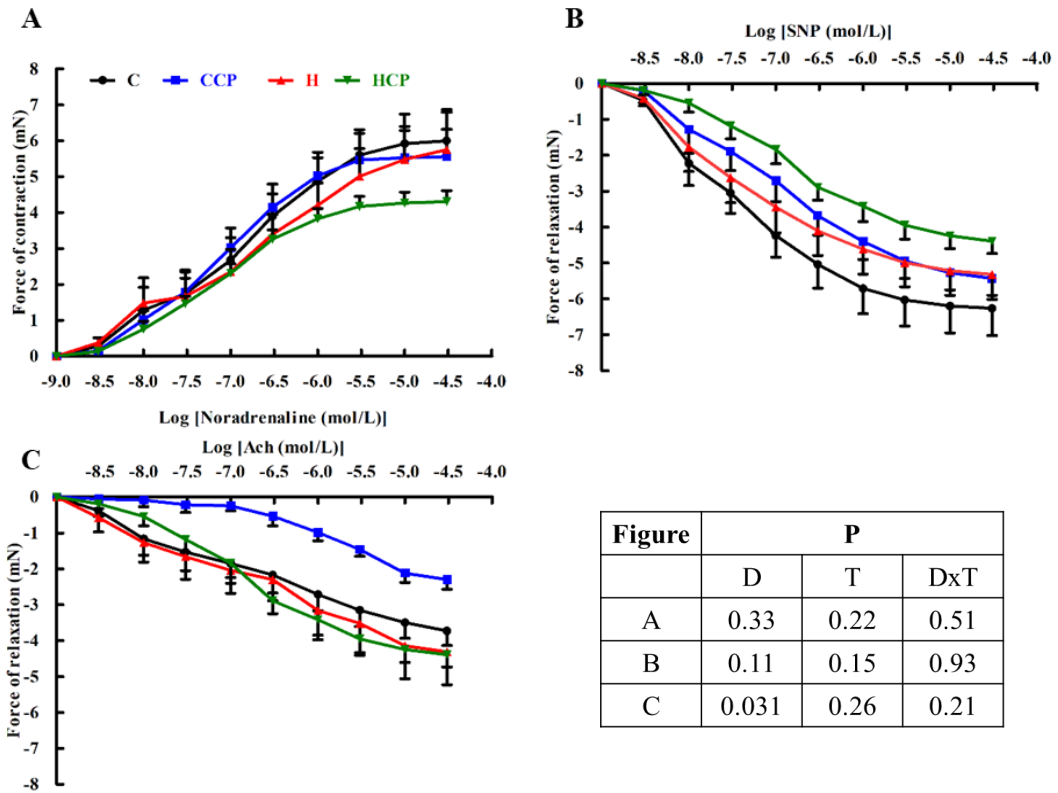 A
C CCP H HCP
Force of contraction (mN)
8
7
6
5
4
3
2
1
0
-9.0 -8.5 -8.0 -7.5 -7.0 -6.5 -6.0 -5.5 -5.0 -4.5 -4.0
Log [Noradrenaline (mol/L)]
B
Log [SNP (mol/L)]
-8.5 -8.0 -7.5 -7.0 -6.5 -6.0 -5.5 -5.0 -4.5 -4.0
Force of relaxation (mN)
0
-1
-2
-3
-4
-5
-6
-7
-8
C
Log [Ach (mol/L)]
-8.5 -8.0 -7.5 -7.0 -6.5 -6.0 -5.5 -5.0 -4.5 -4.0
Force of relaxation (mN)
0
-1
-2
-3
-4
-5
-6
-7
-8
Figure P
D T DxT
A 0.33 0.22 0.51
B 0.11 0.15 0.93
C 0.031 0.26 0.21